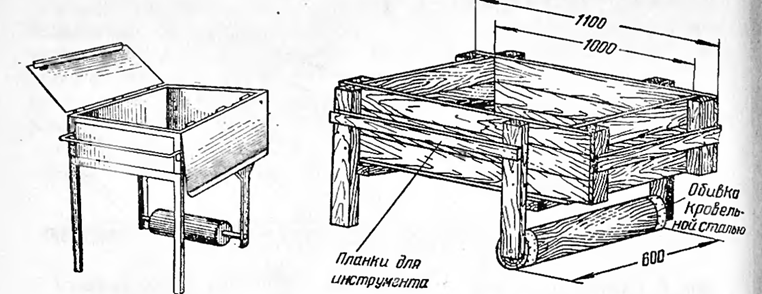 1100
1000
Обивка
кровель-
ной сталью
600
Планки для
инструмента